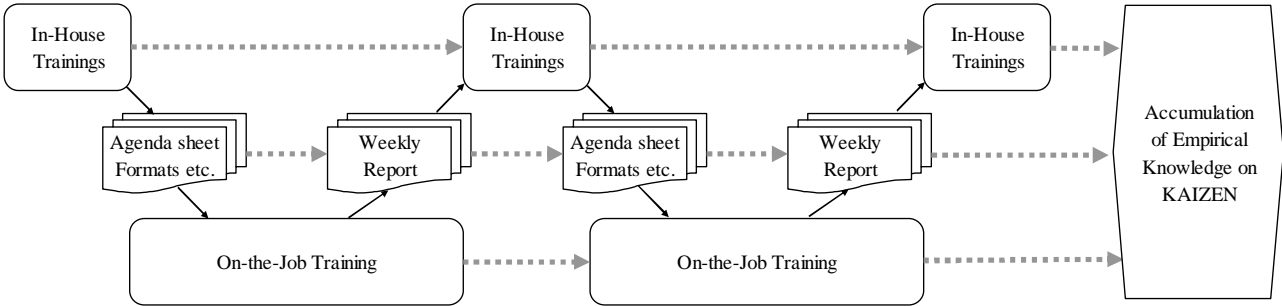 In-House
Trainings
In-House
Trainings
In-House
Trainings
Agenda sheet
Formats etc.
Weekly
Report
Agenda sheet
Formats etc.
Weekly
Report
Accumulation
of Empirical
Knowledge on
KAIZEN
On-the-Job Training
On-the-Job Training